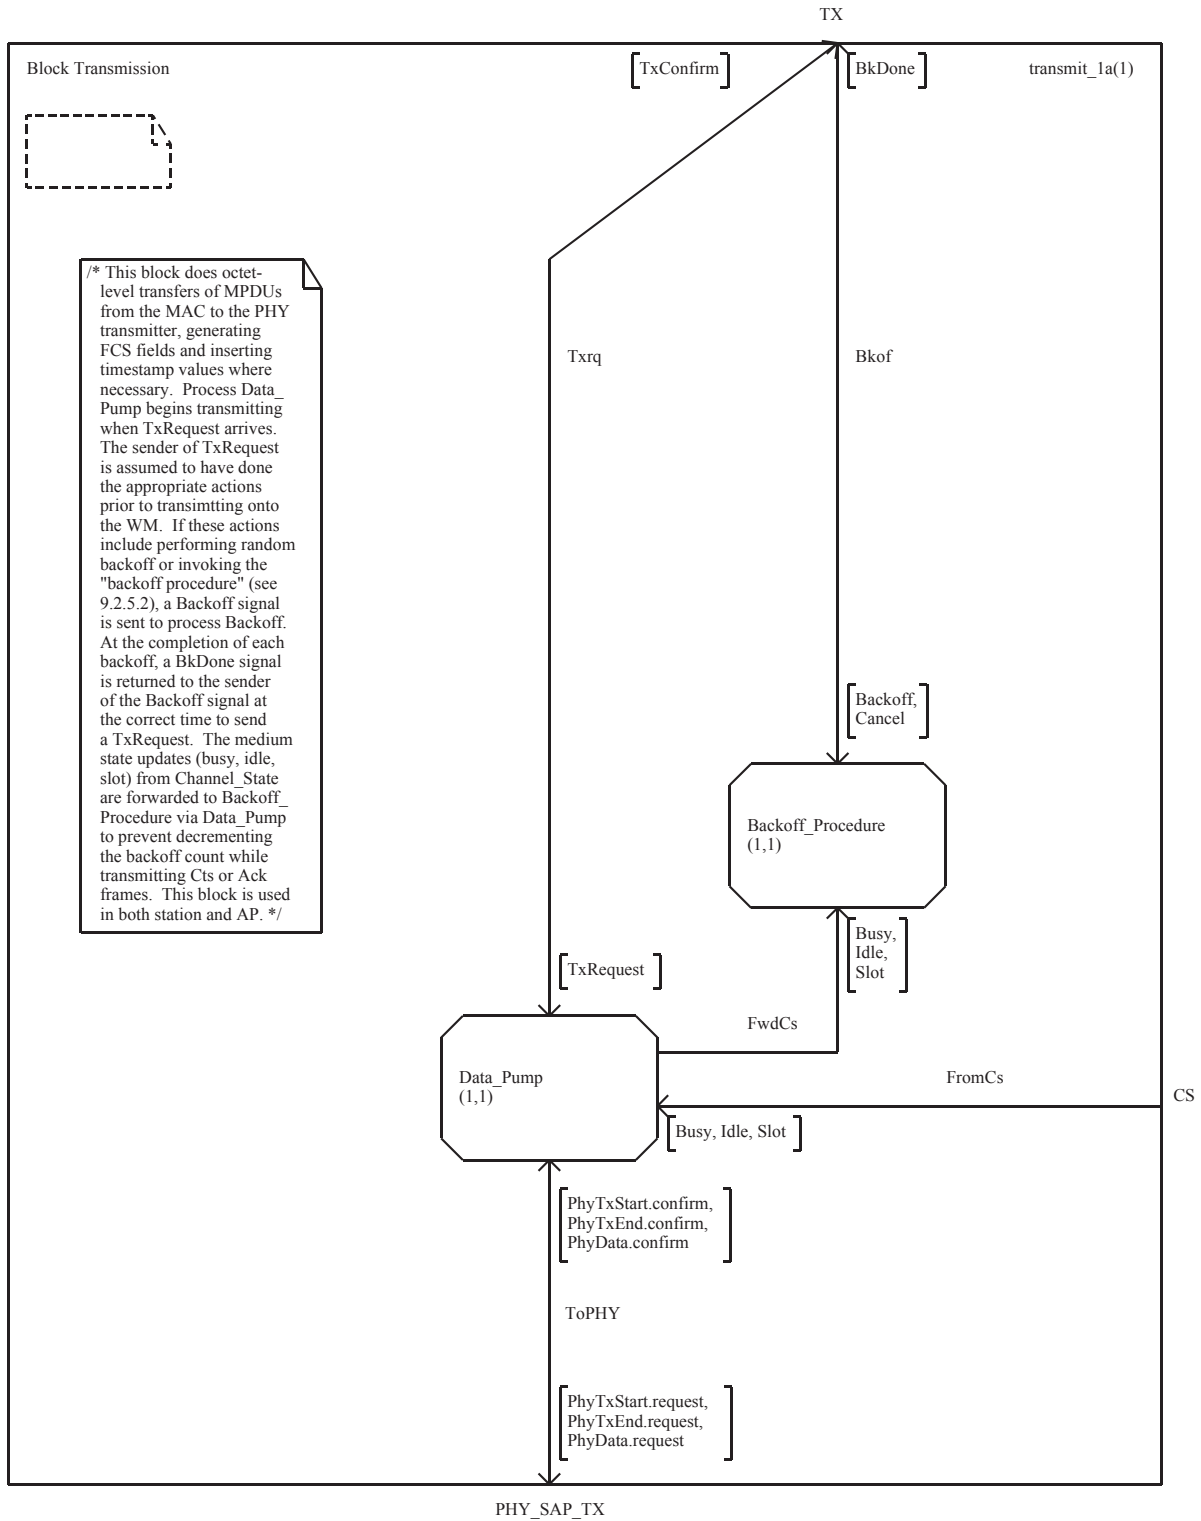 TX
Block Transmission
[TxConfirm]
[BkDone]
transmit_1a(1)
/* This block does octet-
level transfers of MPDUs
from the MAC to the PHY
transmitter, generating
FCS fields and inserting
timestamp values where
necessary.  Process Data_
Pump begins transmitting
when TxRequest arrives.
The sender of TxRequest
is assumed to have done
the appropriate actions
prior to transimtting onto
the WM.  If these actions
include performing random
backoff or invoking the
"backoff procedure" (see
9.2.5.2), a Backoff signal
is sent to process Backoff.
At the completion of each
backoff, a BkDone signal
is returned to the sender
of the Backoff signal at
the correct time to send
a TxRequest.  The medium
state updates (busy, idle,
slot) from Channel_State
are forwarded to Backoff_
Procedure via Data_Pump
to prevent decrementing
the backoff count while
transmitting Cts or Ack
frames.  This block is used
in both station and AP. */
Txrq
Bkof
Backoff,
Cancel
Backoff_Procedure
(1,1)
Busy,
Idle,
Slot
TxRequest
FwdCs
Data_Pump
(1,1)
FromCs
CS
Busy, Idle, Slot
PhyTxStart.confirm,
PhyTxEnd.confirm,
PhyData.confirm
ToPHY
PhyTxStart.request,
PhyTxEnd.request,
PhyData.request
PHY_SAP_TX